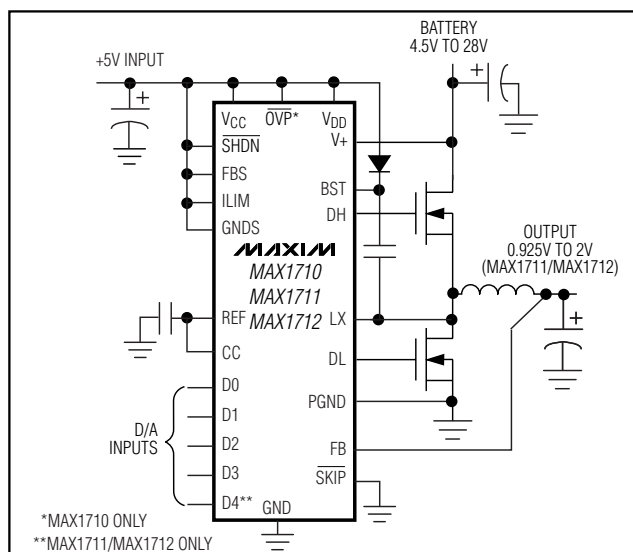 BATTERY
4.5V TO 28V
+5V INPUT
+
+
VCC
OVP*
VDD
V+
SHDN
FBS
ILIM
GNDS
BST
DH
MAXIM
MAX1710
MAX1711
MAX1712
OUTPUT
0.925V TO 2V
(MAX1711/MAX1712)
+
REF
CC
LX
DL
D/A
INPUTS
D0
D1
D2
D3
D4**
PGND
FB
SKIP
GND
*MAX1710 ONLY
**MAX1711/MAX1712 ONLY